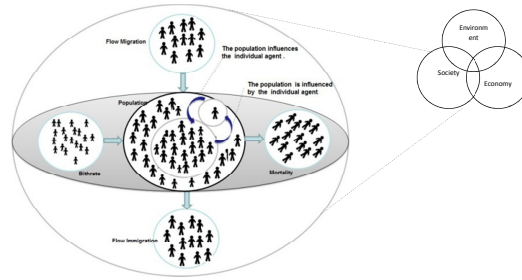 Flow Migration
The population influences
the individual agent .
The population is influenced
by the individual agent
Population
Bithrate
Mortality
Flow Immigration
Environm
ent
Society
Economy